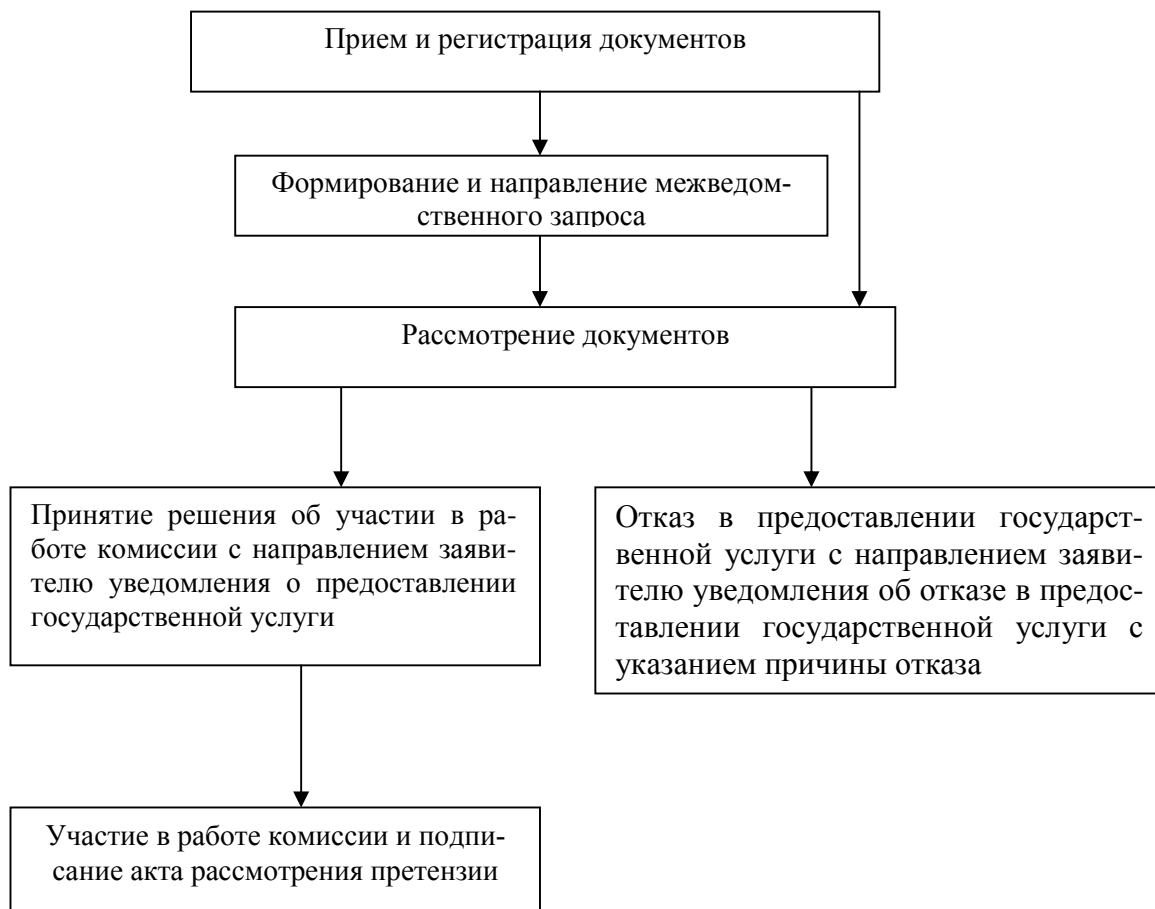 Прием и регистрация документов
Формирование и направление межведом-
ственного запроса
Рассмотрение документов
Принятие решения об участии в ра-
боте комиссии с направлением заяви-
телю уведомления о предоставлении
государственной услуги
Отказ в предоставлении государст-
венной услуги с направлением заяви-
телю уведомления об отказе в предос-
тавлении государственной услуги с
указанием причины отказа
Участие в работе комиссии и подпи-
сание акта рассмотрения претензии